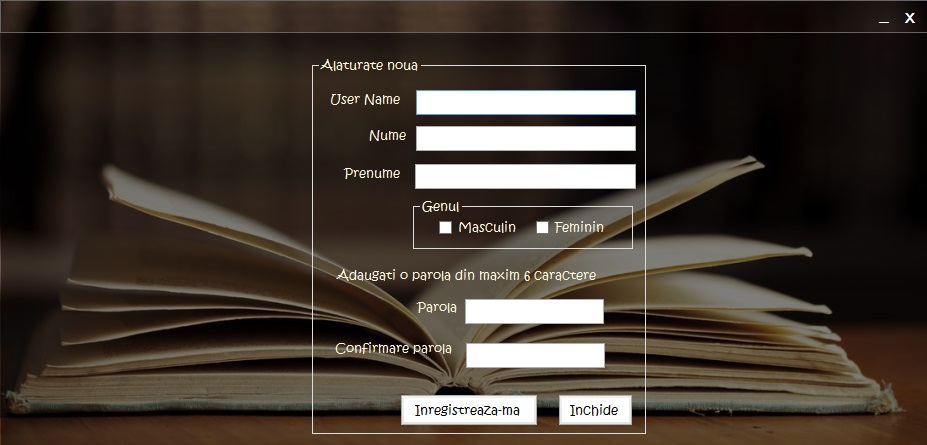 _ X
Alaturate noua
User Name
Nume
Prenume
Genul
Masculin Feminin
Adaugati o parola din maxim 6 caractere
Parola
Confirmare parola
Inregistreaza-ma Inchide